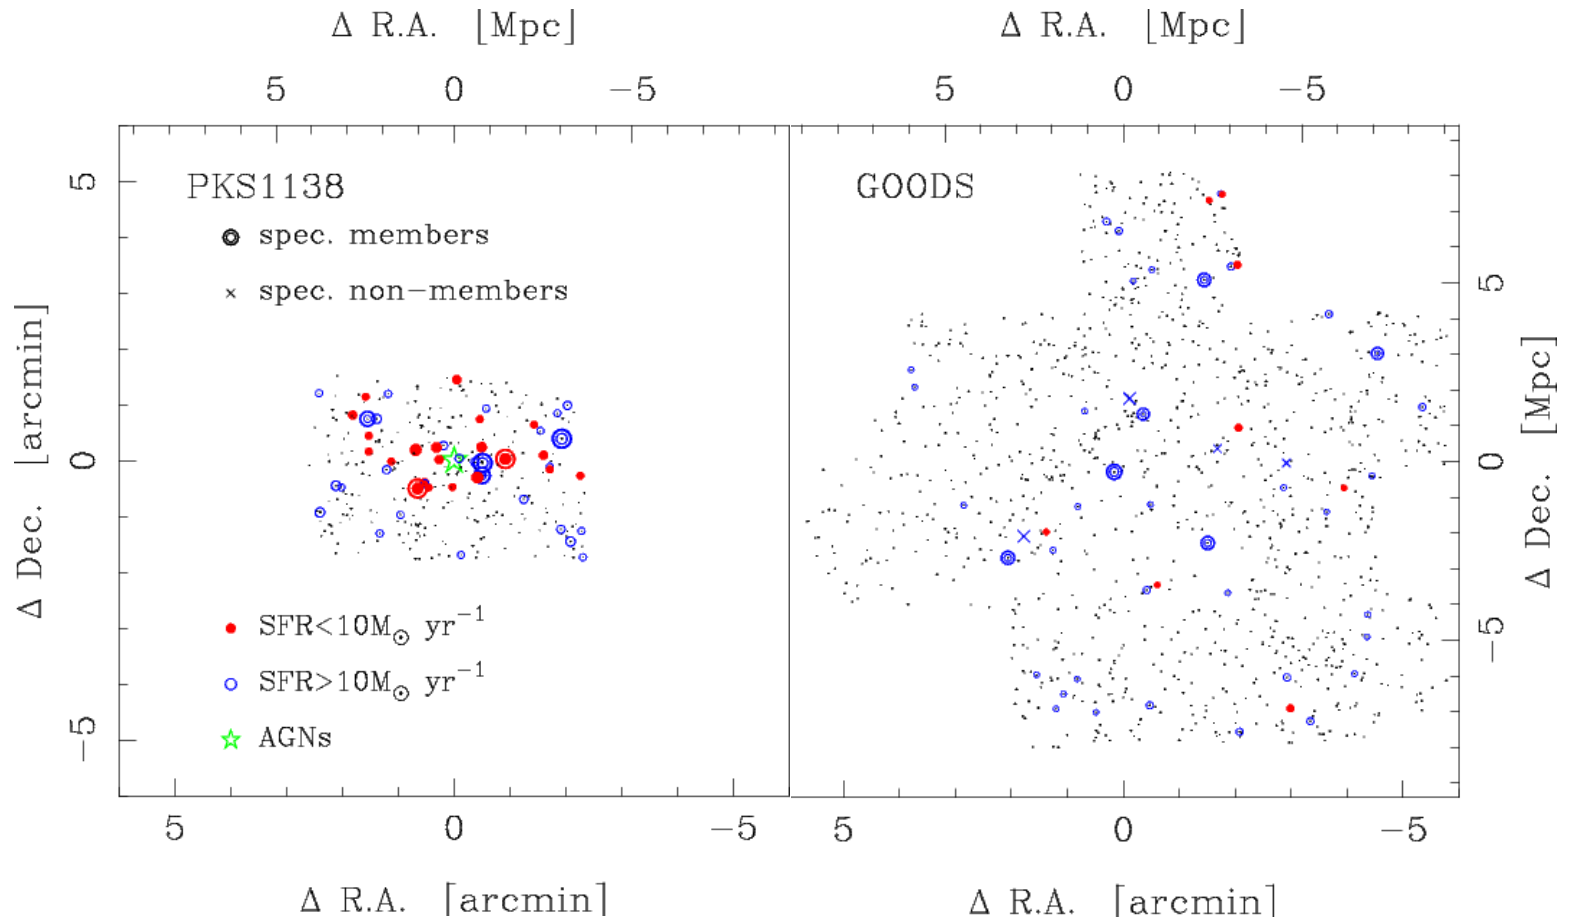 Δ R.A. [Mpc]
Δ R.A. [Mpc]
5 0 −5
5 0 −5
PKS1138
GOODS
spec. members
spec. non−members
SFR<10M⊙ yr−1
SFR>10M⊙ yr−1
AGNs
5
0
−5
Δ Dec. [arcmin]
5
0
−5
Δ Dec. [Mpc]
5 0 −5
5 0 −5
Δ R.A. [arcmin]
Δ R.A. [arcmin]